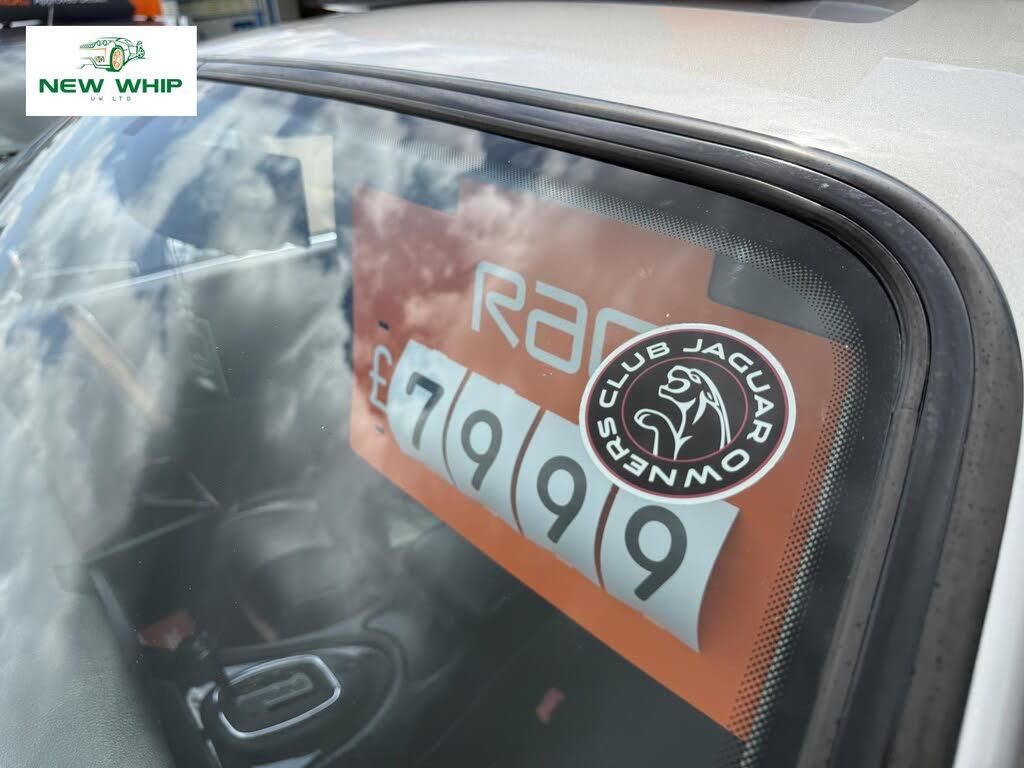 NEW WHIP
UK LTD
RAC
£
7999
CLUB JAGUAR OWNERS